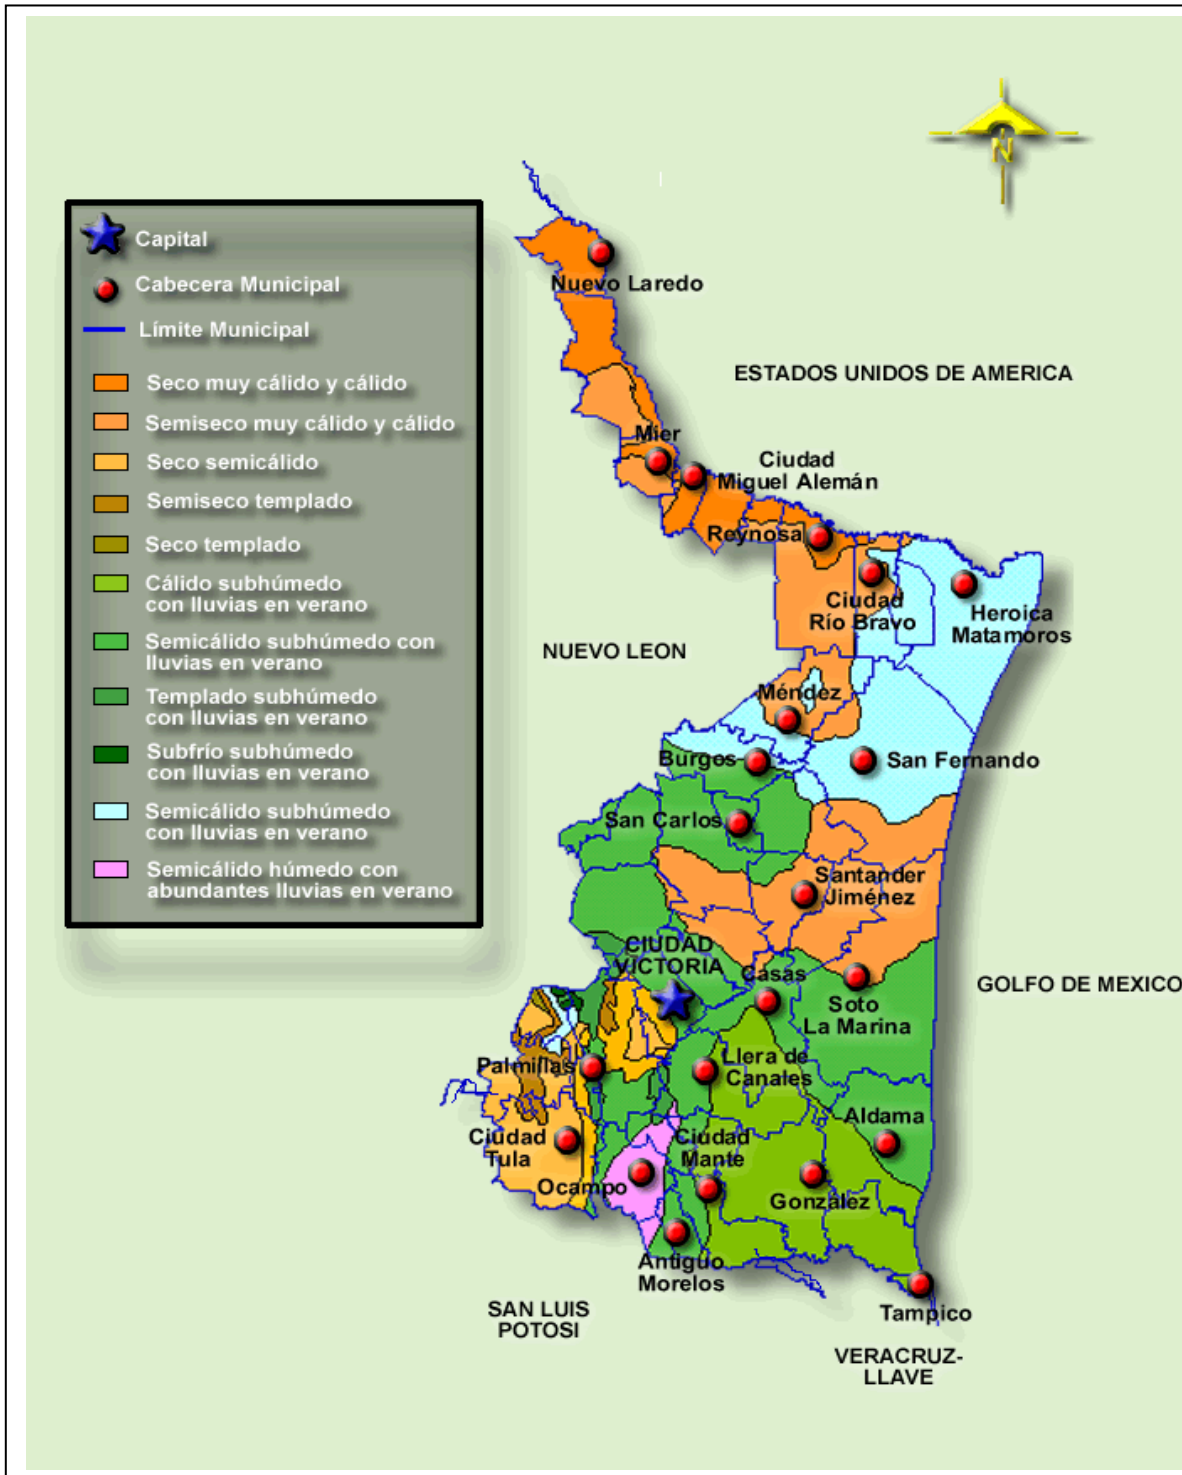 N
Capital
Cabecera Municipal
Límite Municipal
Seco muy cálido y cálido
Semiseco muy cálido y cálido
Seco semicálido
Semiseco templado
Seco templado
Cálido subhúmedo
con lluvias en verano
Semicálido subhúmedo con
lluvias en verano
Templado subhúmedo
con lluvias en verano
Subfrío subhúmedo
con lluvias en verano
Semicálido subhúmedo
con lluvias en verano
Semicálido húmedo con
abundantes lluvias en verano
Nuevo Laredo
ESTADOS UNIDOS DE AMERICA
Mier
Ciudad
Miguel Alemán
Reynosa
Ciudad
Río Bravo
Heroica
Matamoros
NUEVO LEON
Méndez
Burgos
San Fernando
San Carlos
Santander
Jiménez
CIUDAD
VICTORIA
Casas
Soto
La Marina
GOLFO DE MEXICO
Palmillas
Llera de
Canales
Aldama
Ciudad
Tula
Ciudad
Mante
Ocampo
González
Antiguo
Morelos
Tampico
SAN LUIS
POTOSI
VERACRUZ-
LLAVE